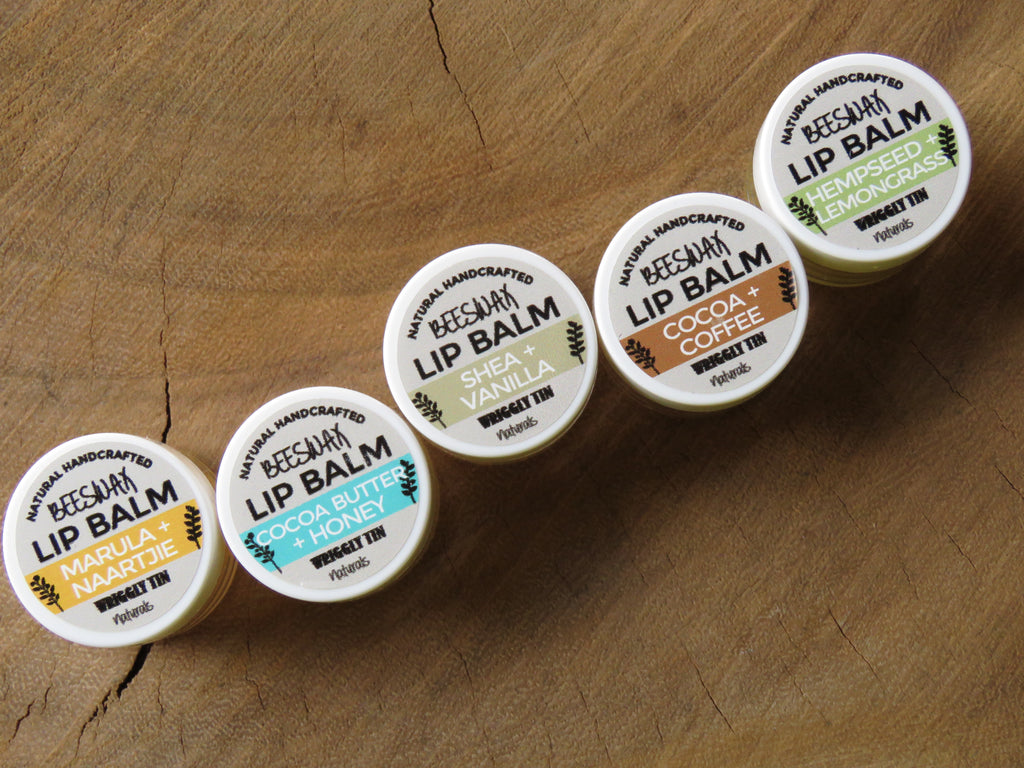 NATURAL HANDCRAFTED
BEESWAX
LIP BALM
MARULA +
NAARTJIE
WRIGGLY TIN
naturals
NATURAL HANDCRAFTED
BEESWAX
LIP BALM
COCOA BUTTER
+ HONEY
WRIGGLY TIN
naturals
NATURAL HANDCRAFTED
BEESWAX
LIP BALM
SHEA +
VANILLA
WRIGGLY TIN
naturals
NATURAL HANDCRAFTED
BEESWAX
LIP BALM
COCOA +
COFFEE
WRIGGLY TIN
naturals
NATURAL HANDCRAFTED
BEESWAX
LIP BALM
HEMPSEED +
LEMONGRASS
WRIGGLY TIN
naturals